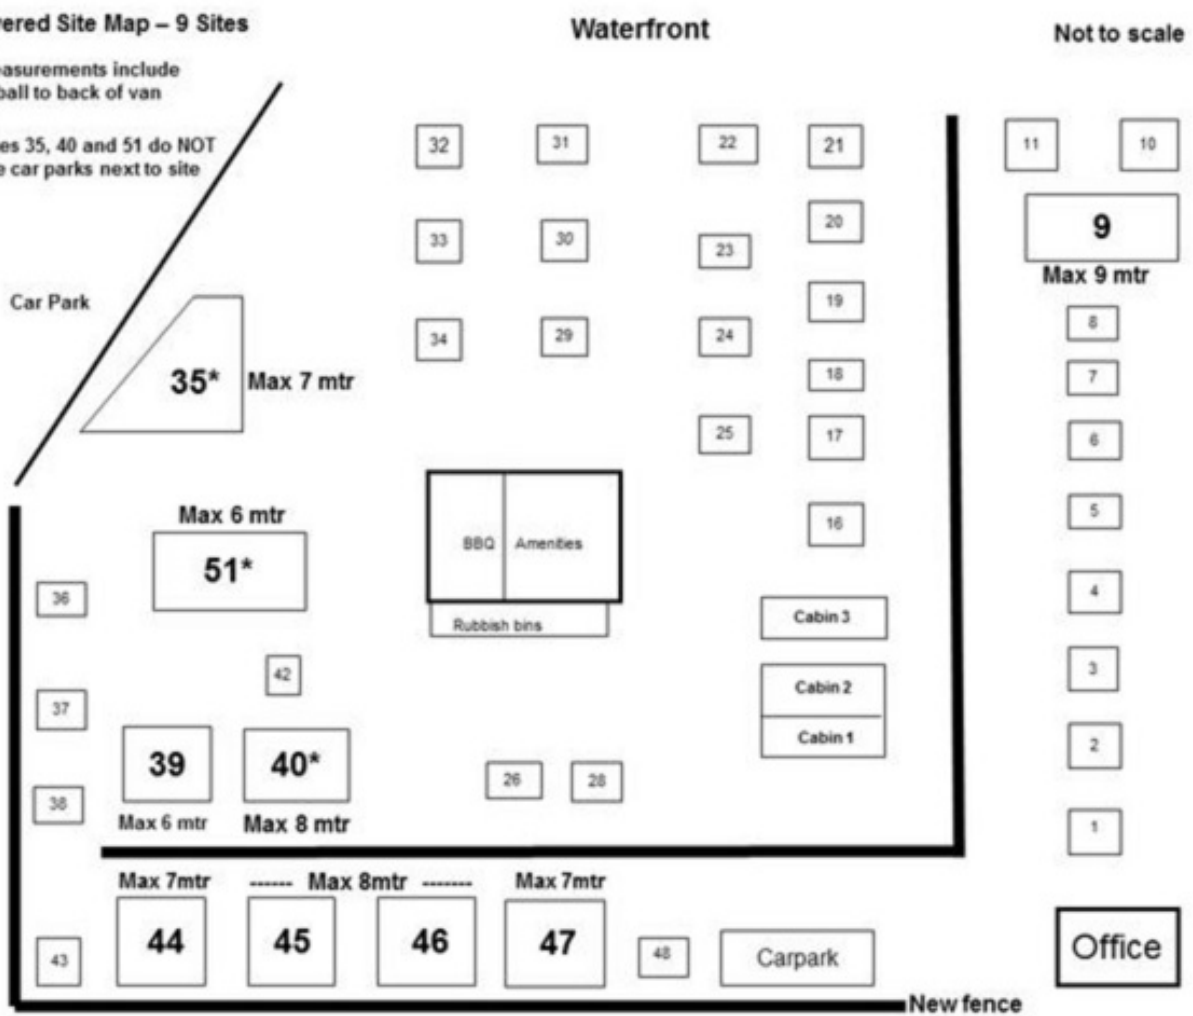 ered Site Map – 9 Sites
Waterfront
Not to scale
easurements include
ball to back of van
es 35, 40 and 51 do NOT
e car parks next to site
32
31
22
21
11
10
20
9
33
30
23
Max 9 mtr
Car Park
19
8
34
29
24
35*
Max 7 mtr
18
7
25
17
6
Max 6 mtr
5
16
BBQ
Amenities
51*
36
4
Cabin 3
Rubbish bins
42
3
Cabin 2
37
Cabin 1
2
39
40*
26
28
38
Max 6 mtr
Max 8 mtr
1
Max 7mtr
------ Max 8mtr -------
Max 7mtr
43
44
45
46
47
48
Carpark
Office
New fence